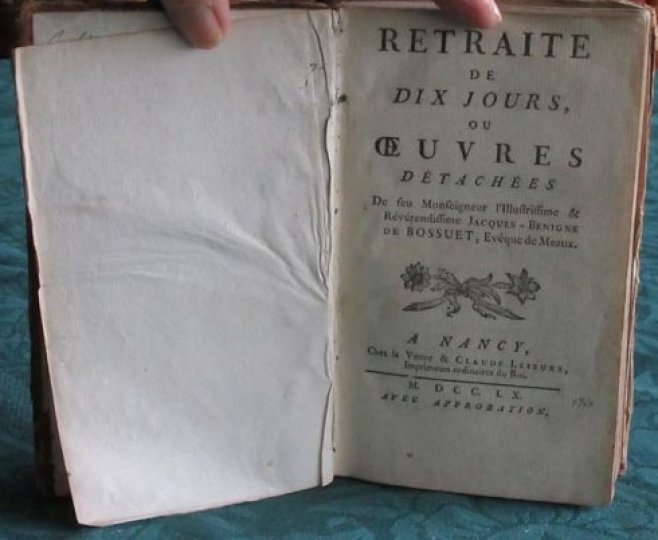 RETRAITE
DE
DIX JOURS,
OU
ŒUVRES
DÉTACHÉES
De feu Monſeigneur l'Illuſtriſſime &
Révérendiſſime JACQUES-BENIGNE
DE BOSSUET, Evêque de Meaux.
A NANCY,
Chez la Veuve & CLAUDE LESEURE,
Imprimeurs ordinaires du Roi.
M. DCC. LX.
AVEC APPROBATION.